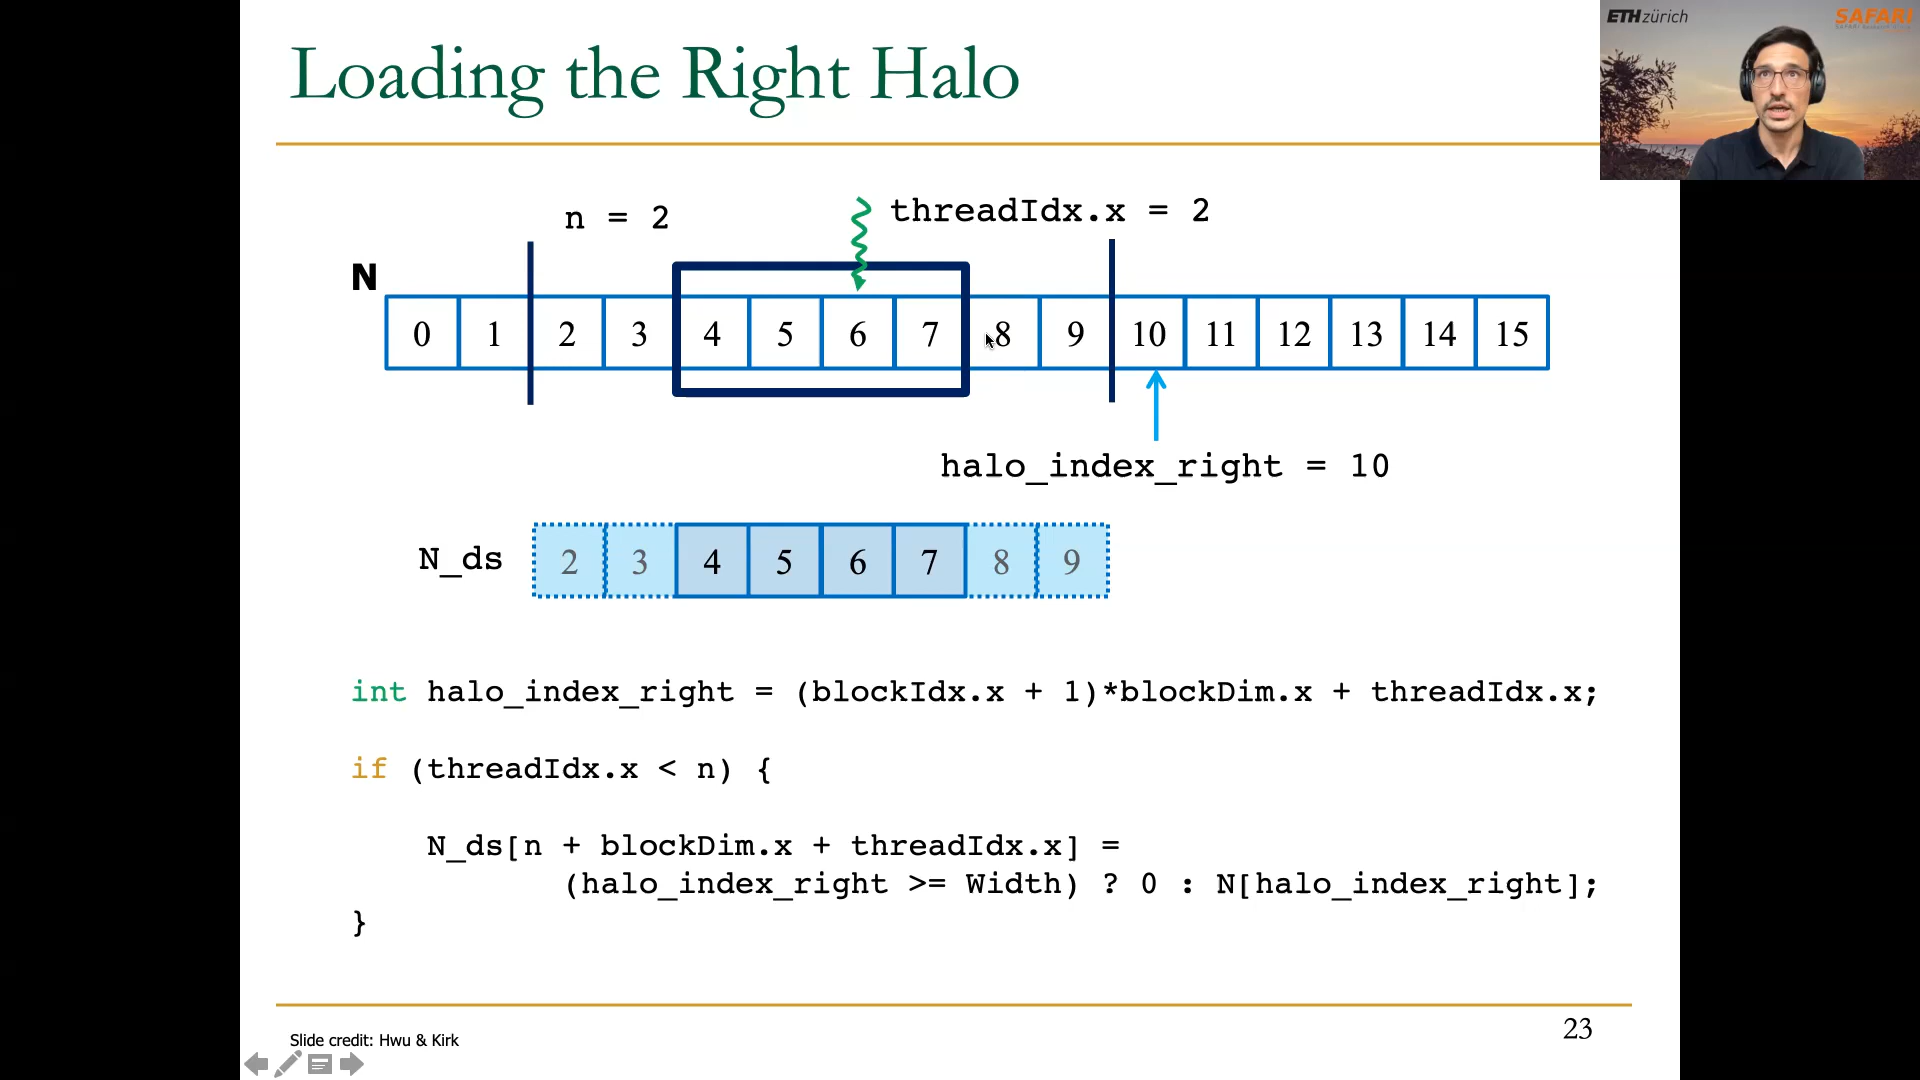 ETH zürich
SAFARI
Loading the Right Halo
n = 2
threadIdx.x = 2
N
0 1 2 3 4 5 6 7 8 9 10 11 12 13 14 15
halo_index_right = 10
N_ds 2 3 4 5 6 7 8 9
int halo_index_right = (blockIdx.x + 1)*blockDim.x + threadIdx.x;
if (threadIdx.x < n) {
N_ds[n + blockDim.x + threadIdx.x] =
(halo_index_right >= Width) ? 0 : N[halo_index_right];
}
Slide credit: Hwu & Kirk
23